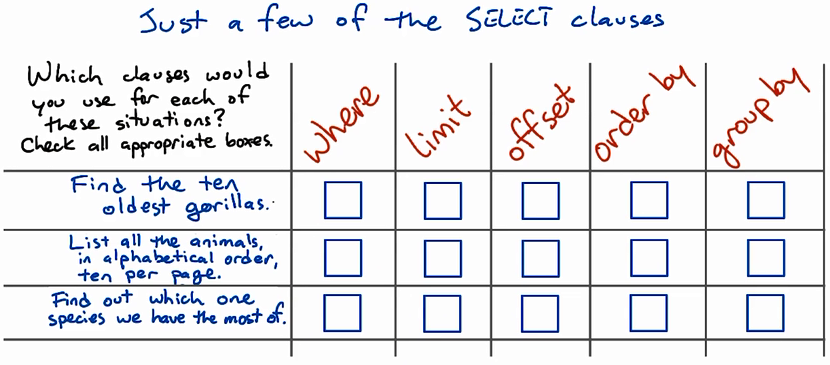 Just a few of the SELECT clauses
Which clauses would
you use for each of
these situations?
Check all appropriate boxes.
where
limit
offset
order by
group by
Find the ten
oldest gorillas.
List all the animals,
in alphabetical order,
ten per page.
Find out which one
species we have the most of.